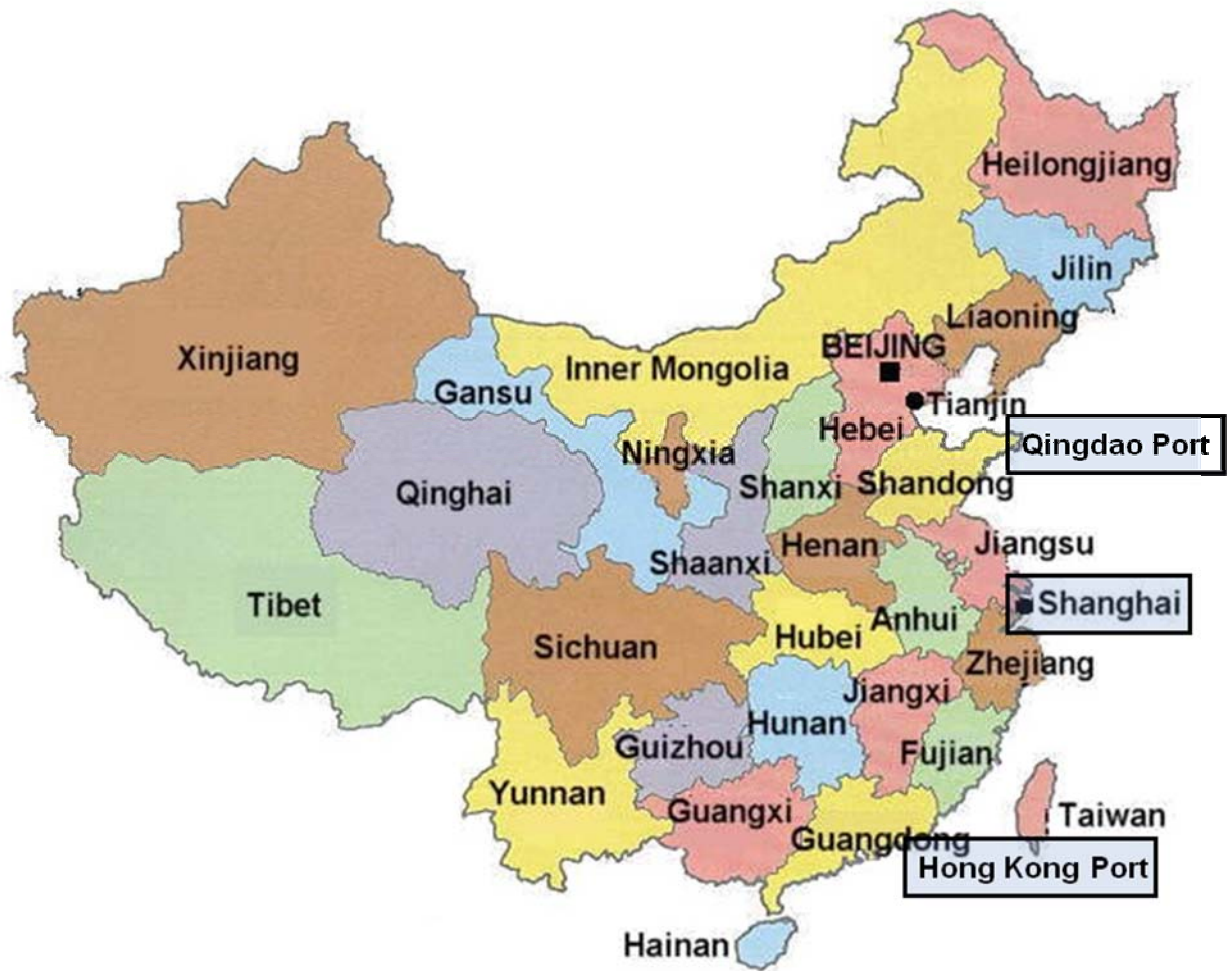 Heilongjiang
Jilin
Liaoning
BEIJING
Xinjiang
Inner Mongolia
Gansu
Tianjin
Hebei
Qingdao Port
Ningxia
Qinghai
Shanxi
Shandong
Henan
Jiangsu
Shaanxi
Tibet
Shanghai
Anhui
Hubei
Sichuan
Zhejiang
Jiangxi
Hunan
Guizhou
Fujian
Yunnan
Guangxi
Taiwan
Guangdong
Hong Kong Port
Hainan